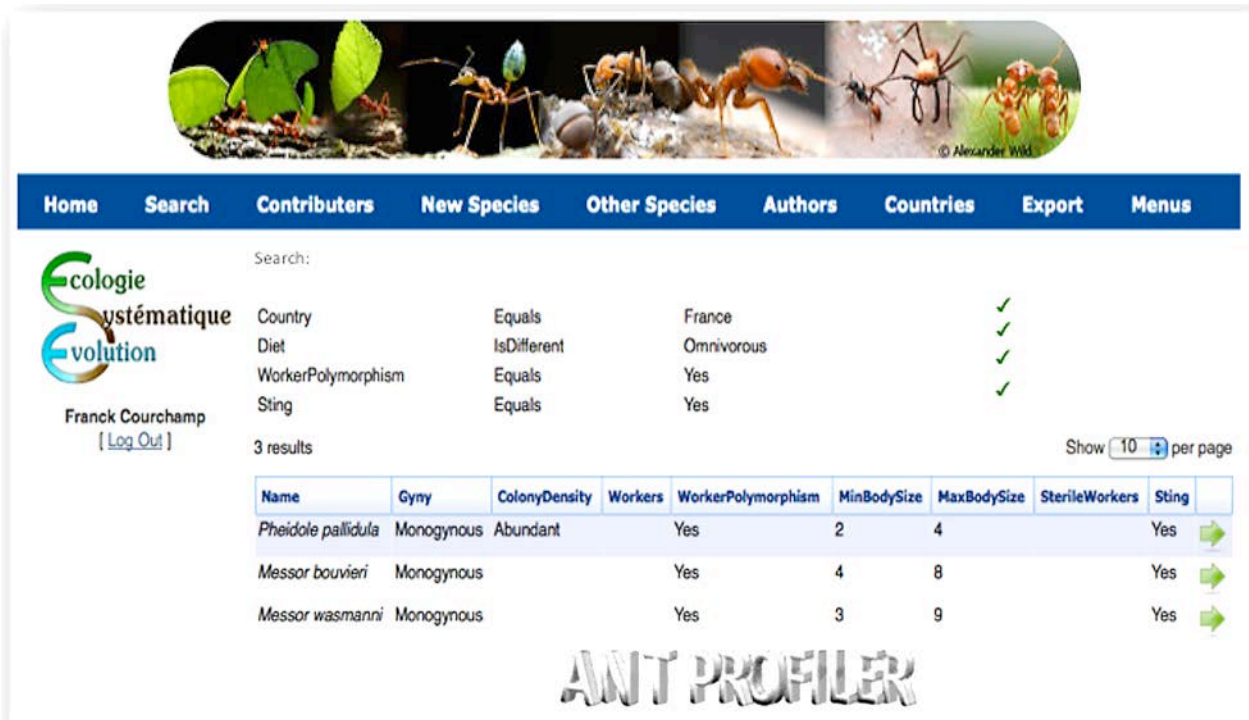 © Alexander Wild
Home Search Contributers New Species Other Species Authors Countries Export Menus
Ecologie
Systématique
Evolution
Franck Courchamp
[ Log Out ]
Search:
Country Equals France ✓
Diet IsDifferent Omnivorous ✓
WorkerPolymorphism Equals Yes ✓
Sting Equals Yes ✓
3 results Show 10 per page
Name Gyny ColonyDensity Workers WorkerPolymorphism MinBodySize MaxBodySize SterileWorkers Sting
Pheidole pallidula Monogynous Abundant Yes 2 4 Yes
Messor bouvieri Monogynous Yes 4 8 Yes
Messor wasmanni Monogynous Yes 3 9 Yes
ANT PROFILER